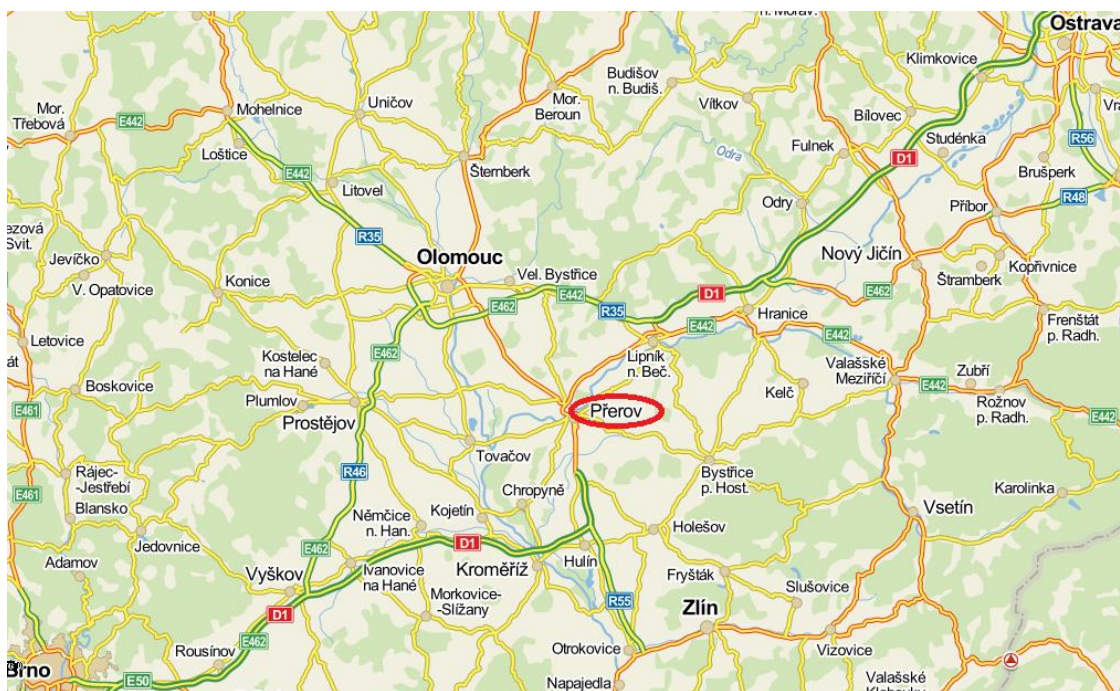 n. Morav.
Ostrava
Klimkovice
Budišov
n. Budiš.
Mor.
Beroun
Uničov
Mohelnice
Mor.
Třebová
E442
Vítkov
Bílovec
Studénka
R56
Loštice
E442
Šternberk
Odra
Fulnek
D1
Brušperk
Litovel
R48
Odry
Příbor
R35
Svit.
Jevíčko
Olomouc
Nový Jičín
Kopřivnice
V. Opatovice
Konice
Vel. Bystřice
Štramberk
E442
D1
E462
E462
R35
Hranice
E442
Frenštát
p. Radh.
Letovice
E442
Kostelec
na Hané
E462
Lipník
n. Beč.
Valašské
Meziříčí
Zubří
Boskovice
Kelč
E442
E442
Plumlov
Rožnov
p. Radh.
E461
Prostějov
Přerov
Tovačov
Bystřice
p. Host.
R46
Rájec-
-Jestřebí
E461
Karolinka
Chropyně
Blansko
Němčice
n. Han.
Kojetín
Vsetín
Holešov
Jedovnice
E462
D1
Adamov
Ivanovice
na Hané
Hulín
Kroměříž
Vyškov
Fryšták
Slušovice
Morkovice-
-Slížany
R55
D1
Zlín
E462
Rousínov
Otrokovice
Vizovice
Brno
E50
Napajedla
Valašské
Klobouky